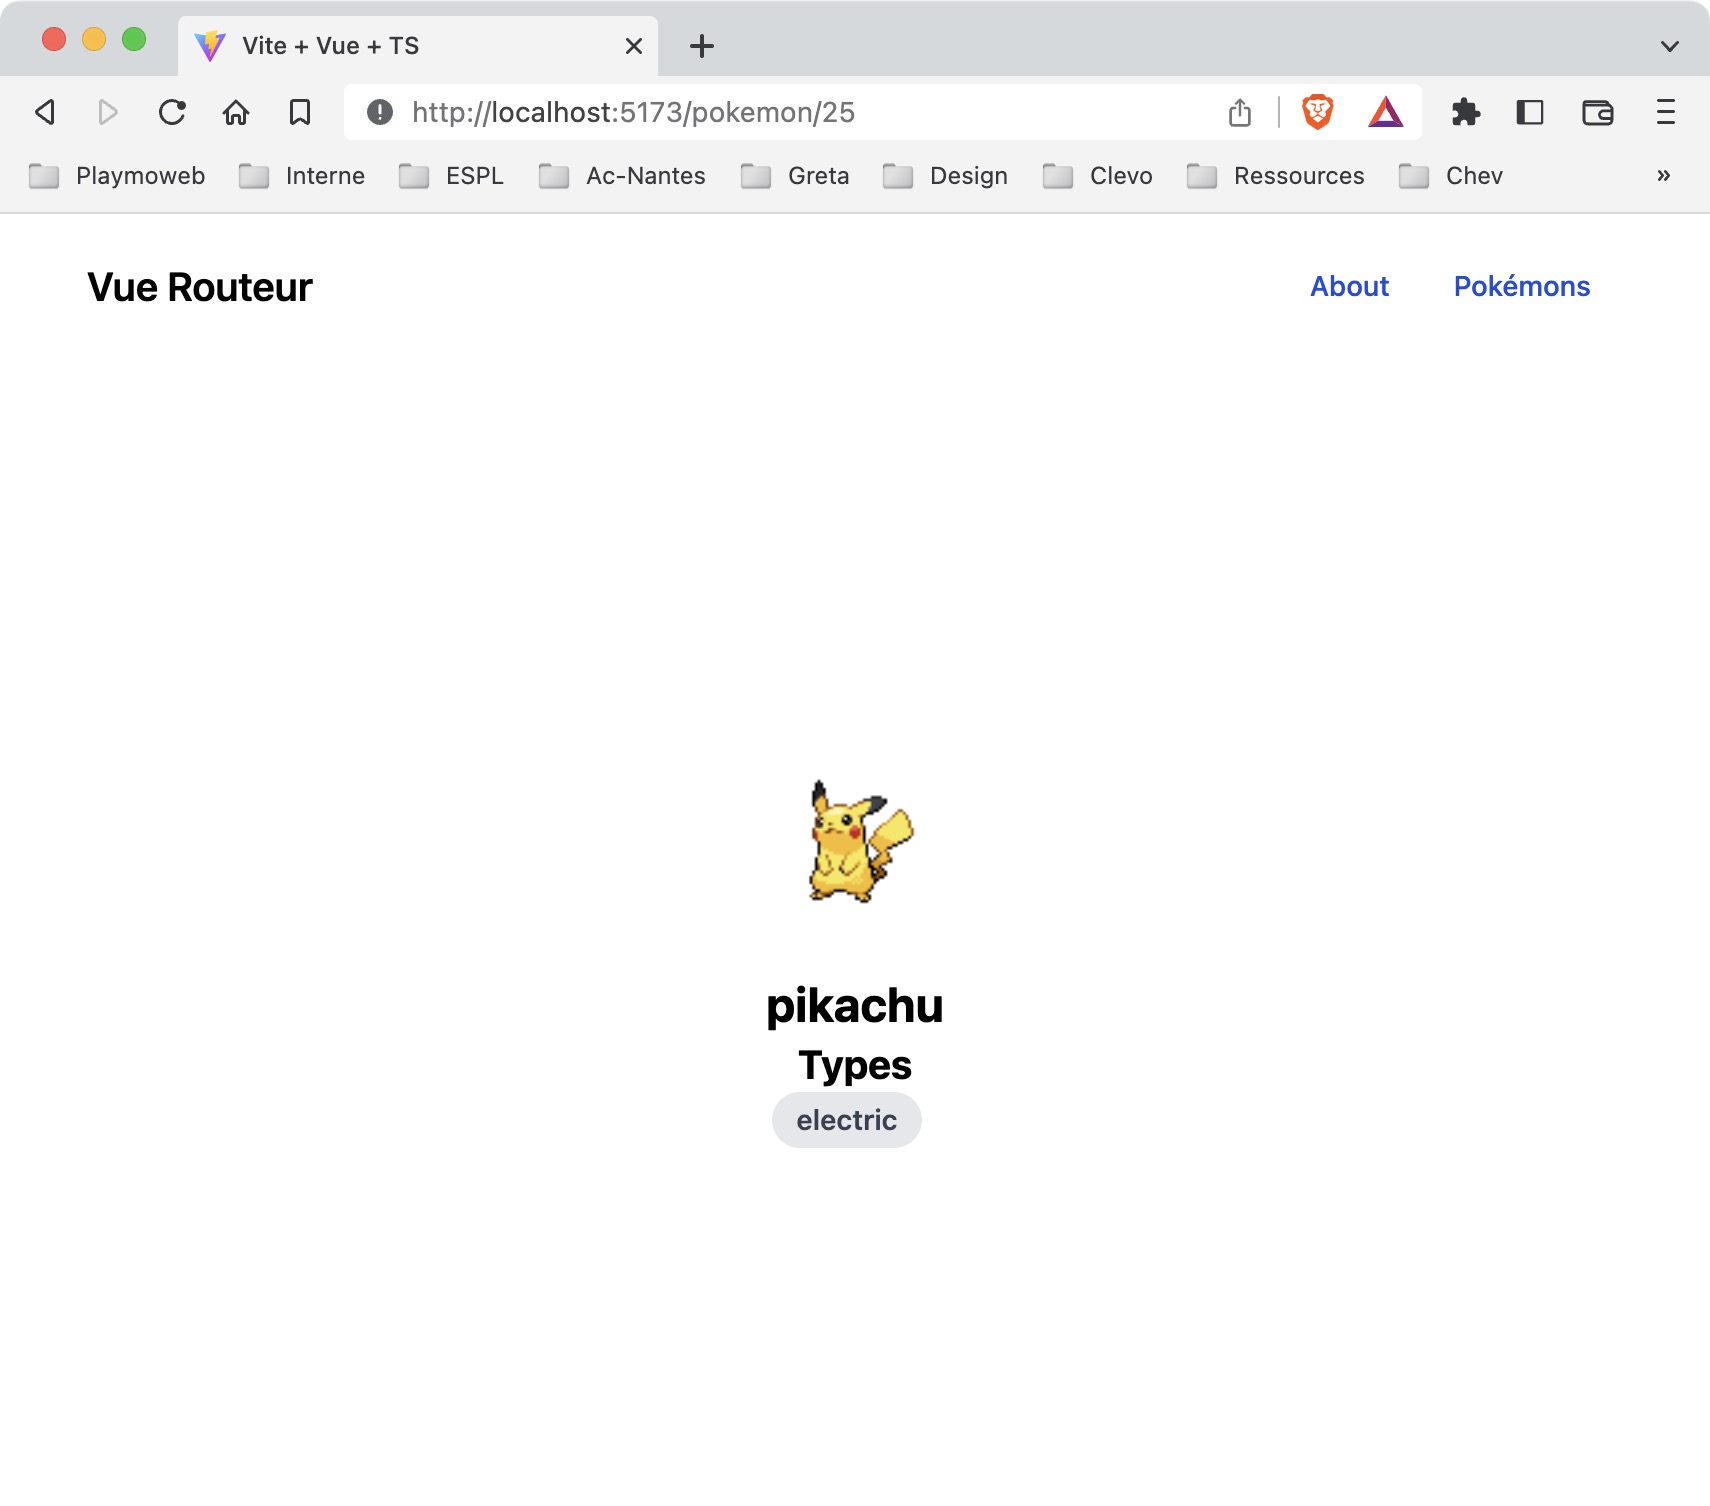 Vite + Vue + TS
http://localhost:5173/pokemon/25
Playmoweb Interne ESPL Ac-Nantes Greta Design Clevo Ressources Chev »
Vue Routeur About Pokémons
pikachu
Types
electric